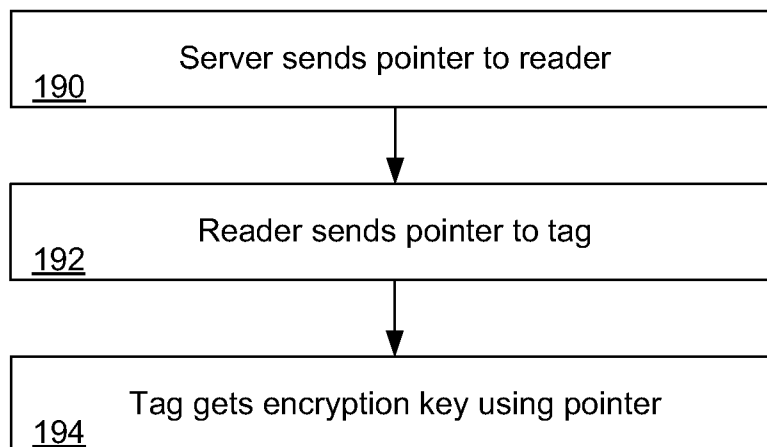 Server sends pointer to reader
190
Reader sends pointer to tag
192
Tag gets encryption key using pointer
194